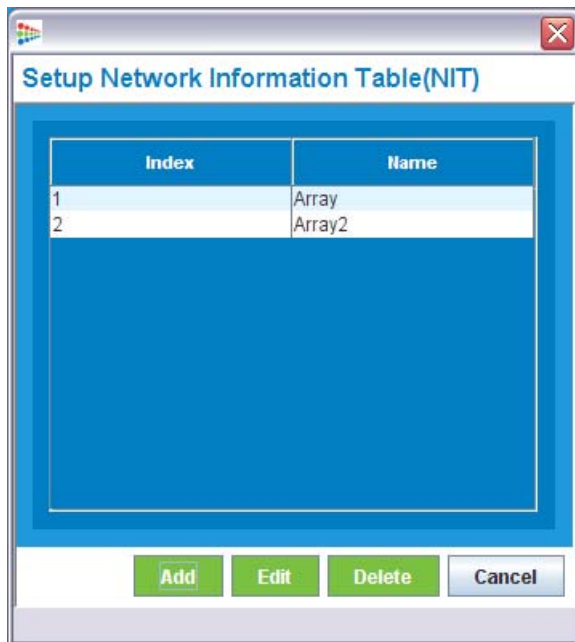 Setup Network Information Table(NIT)
Index Name
1 Array
2 Array2
Add Edit Delete Cancel